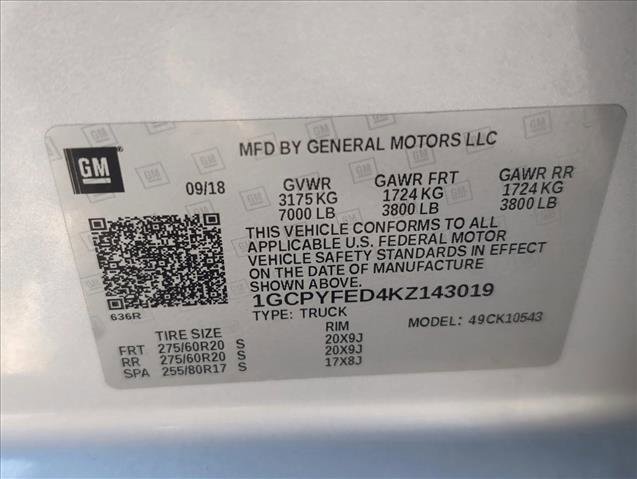 GM
MFD BY GENERAL MOTORS LLC
09/18
GVWR GAWR FRT GAWR RR
3175 KG 1724 KG 1724 KG
7000 LB 3800 LB 3800 LB
THIS VEHICLE CONFORMS TO ALL
APPLICABLE U.S. FEDERAL MOTOR
VEHICLE SAFETY STANDARDS IN EFFECT
ON THE DATE OF MANUFACTURE
SHOWN ABOVE.
1GCPYFED4KZ143019
636R
TYPE: TRUCK MODEL: 49CK10543
TIRE SIZE RIM
FRT 275/60R20 S 20X9J
RR 275/60R20 S 20X9J
SPA 255/80R17 S 17X8J